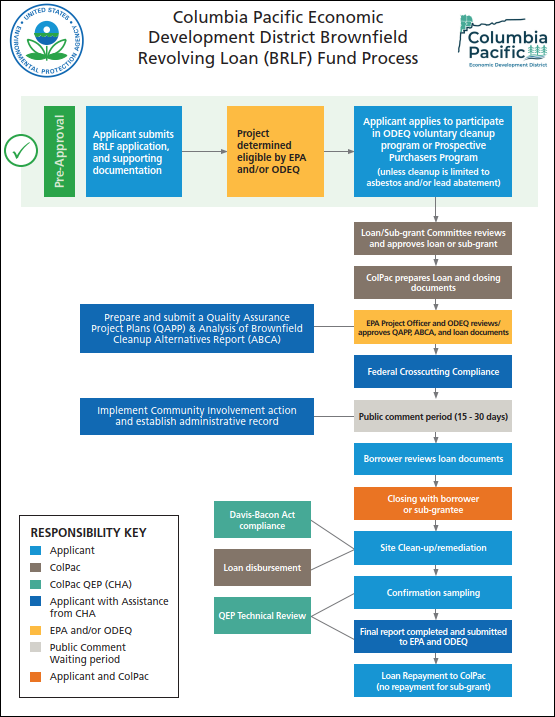 Columbia Pacific Economic
Development District Brownfield
Revolving Loan (BRLF) Fund Process
UNITED STATES
ENVIRONMENTAL PROTECTION AGENCY
Columbia
Pacific
Economic Development District
Pre-Approval
Applicant submits
BRLF application,
and supporting
documentation
Project
determined
eligible by EPA
and/or ODEQ
Applicant applies to participate
in ODEQ voluntary cleanup
program or Prospective
Purchasers Program
(unless cleanup is limited to
asbestos and/or lead abatement)
Loan/Sub-grant Committee reviews
and approves loan or sub-grant
ColPac prepares Loan and closing
documents
Prepare and submit a Quality Assurance
Project Plans (QAPP) & Analysis of Brownfield
Cleanup Alternatives Report (ABCA)
EPA Project Officer and ODEQ reviews/
approves QAPP, ABCA, and loan documents
Federal Crosscutting Compliance
Implement Community Involvement action
and establish administrative record
Public comment period (15 - 30 days)
Borrower reviews loan documents
Closing with borrower
or sub-grantee
Davis-Bacon Act
compliance
Loan disbursement
Site Clean-up/remediation
QEP Technical Review
Confirmation sampling
Final report completed and submitted
to EPA and ODEQ
Loan Repayment to ColPac
(no repayment for sub-grant)
RESPONSIBILITY KEY
Applicant
ColPac
ColPac QEP (CHA)
Applicant with Assistance
from CHA
EPA and/or ODEQ
Public Comment
Waiting period
Applicant and ColPac